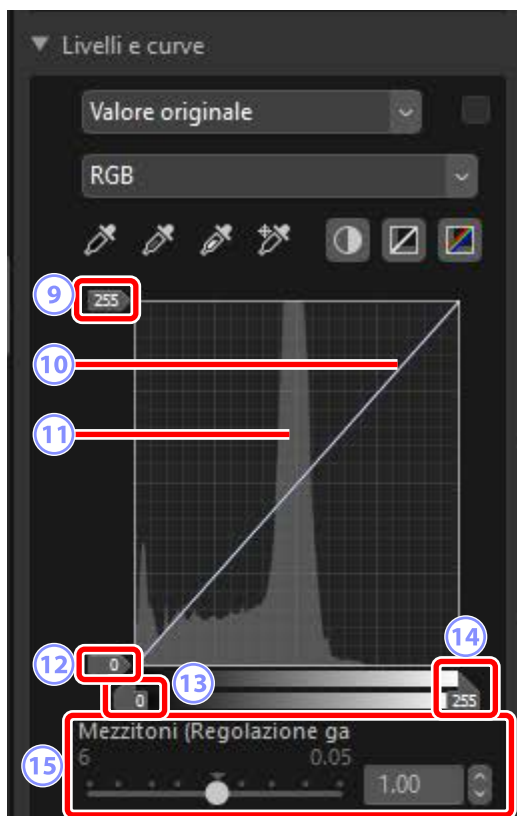 Livelli e curve
Valore originale
RGB
9 255
10
11
14
12 0
13
0 255
Mezzitoni (Regolazione ga
6 0.05
15
1.00